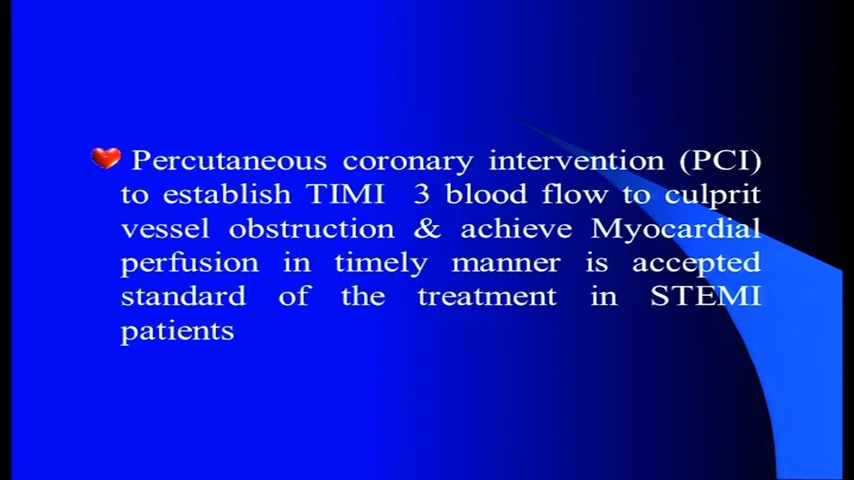 Percutaneous coronary intervention (PCI)
to establish TIMI 3 blood flow to culprit
vessel obstruction & achieve Myocardial
perfusion in timely manner is accepted
standard of the treatment in STEMI
patients